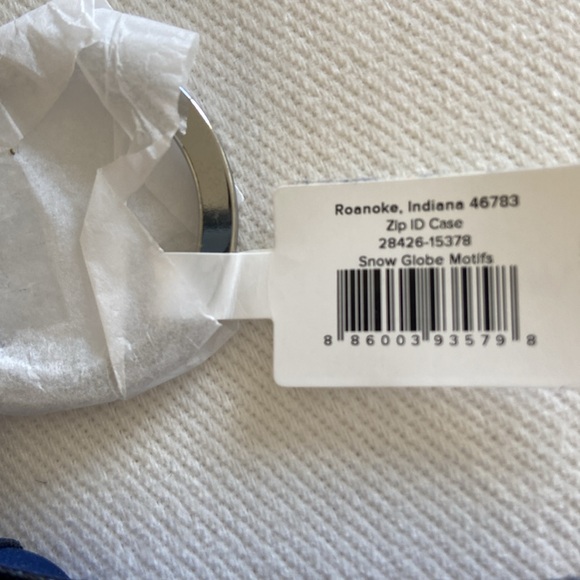 Roanoke, Indiana 46783
Zip ID Case
28426-15378
Snow Globe Motifs
8 86003 93579 8